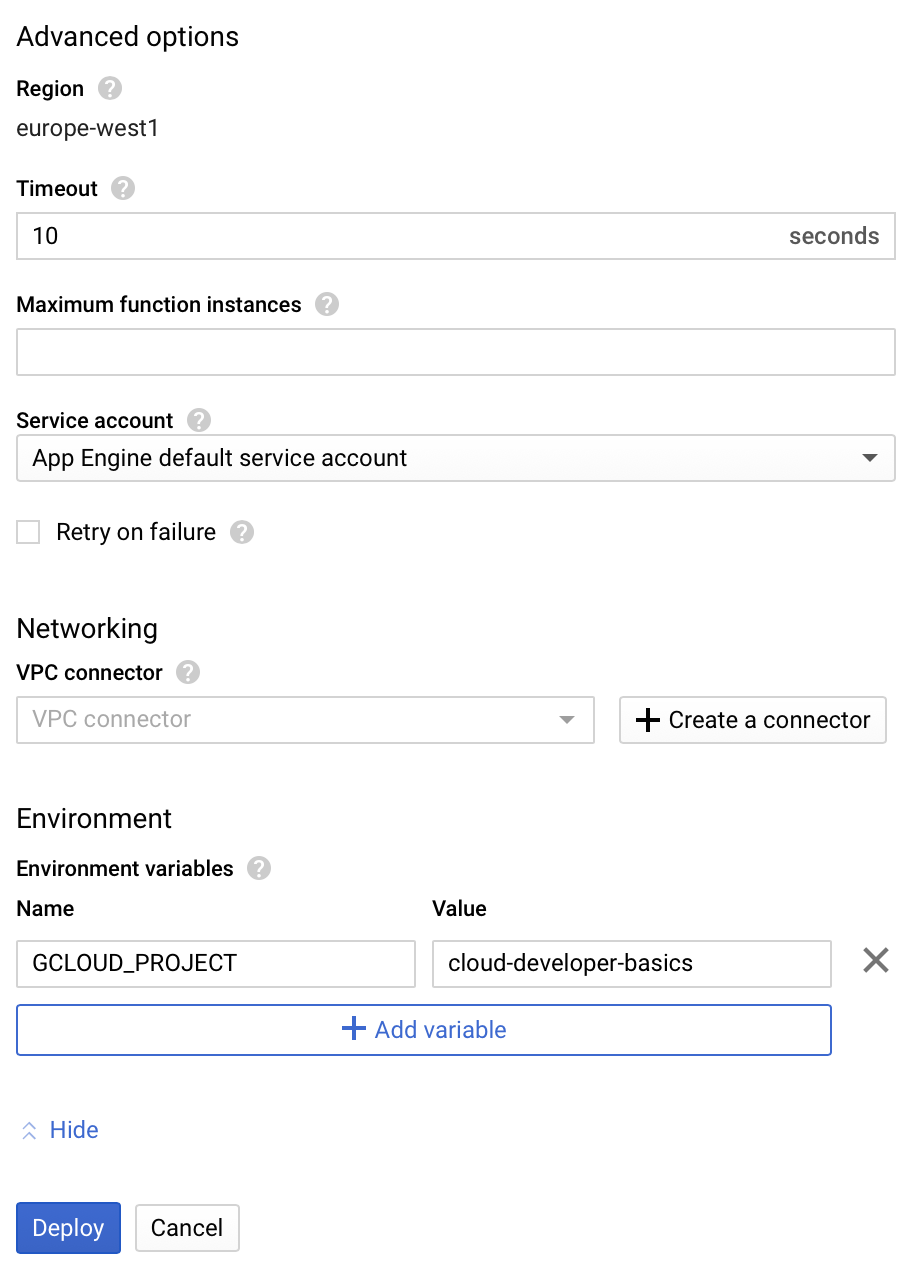 Advanced options
Region ?
europe-west1
Timeout ?
10 seconds
Maximum function instances ?
Service account ?
App Engine default service account
Retry on failure ?
Networking
VPC connector ?
VPC connector
Create a connector
Environment
Environment variables ?
Name Value
GCLOUD_PROJECT cloud-developer-basics
Add variable
Hide
Deploy Cancel